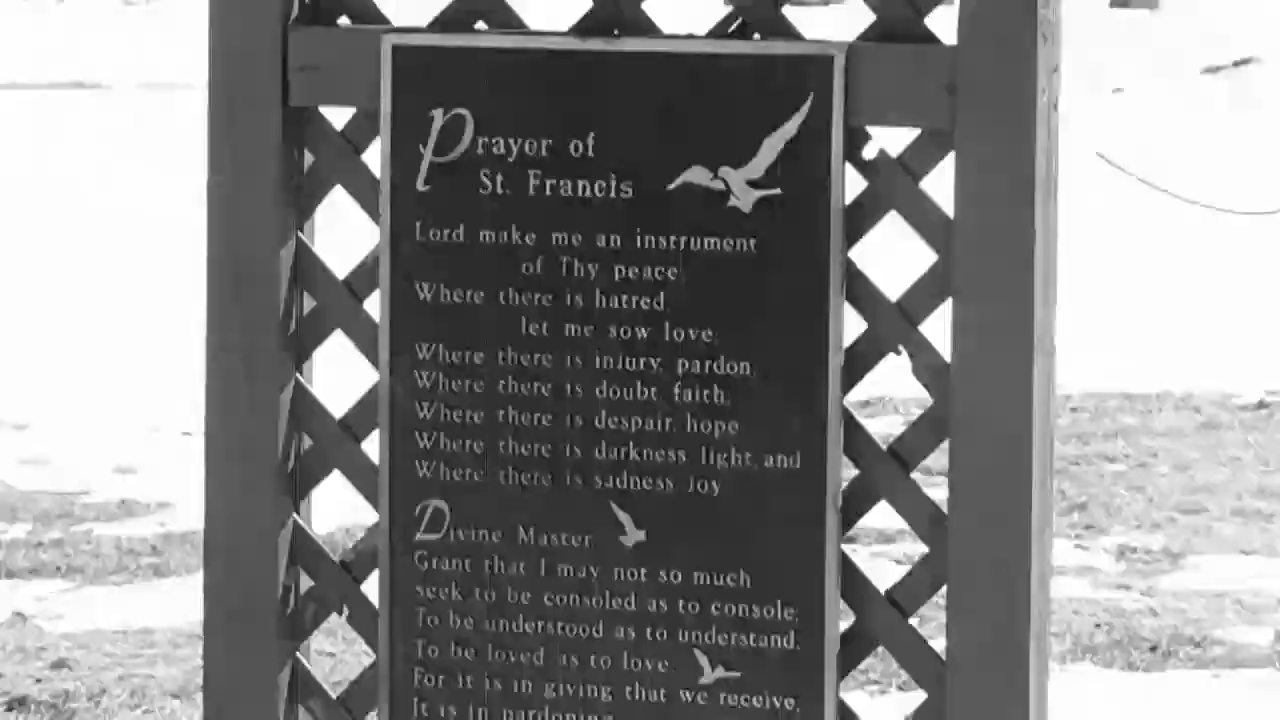 Prayer of
St. Francis
Lord make me an instrument
of Thy peace.
Where there is hatred,
let me sow love.
Where there is injury, pardon,
Where there is doubt, faith,
Where there is despair, hope
Where there is darkness, light, and
Where there is sadness joy
Divine Master,
Grant that I may not so much
seek to be consoled as to console;
To be understood as to understand,
To be loved as to love.
For it is in giving that we receive,
It is in pardoning